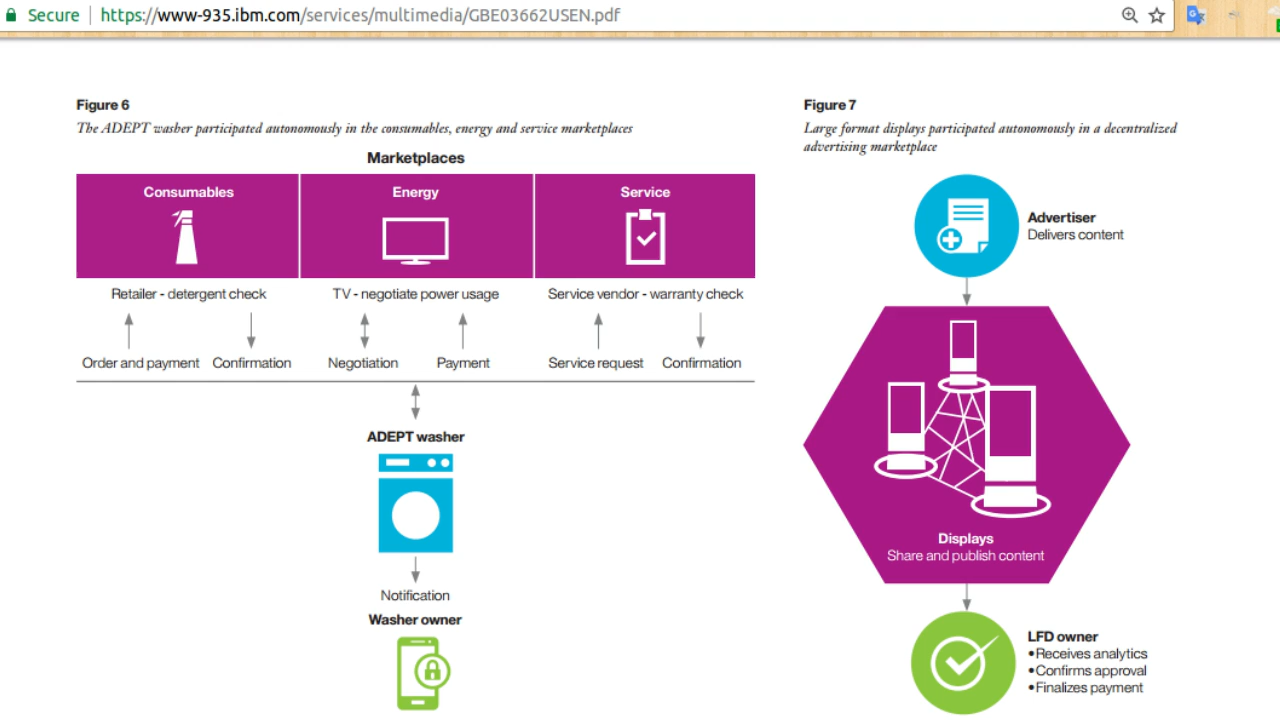 Secure https://www-935.ibm.com/services/multimedia/GBE03662USEN.pdf
Figure 6
The ADEPT washer participated autonomously in the consumables, energy and service marketplaces
Marketplaces
Consumables Energy Service
Retailer - detergent check TV - negotiate power usage Service vendor - warranty check
Order and payment Confirmation Negotiation Payment Service request Confirmation
ADEPT washer
Notification
Washer owner
Figure 7
Large format displays participated autonomously in a decentralized
advertising marketplace
Advertiser
Delivers content
Displays
Share and publish content
LFD owner
•Receives analytics
•Confirms approval
•Finalizes payment